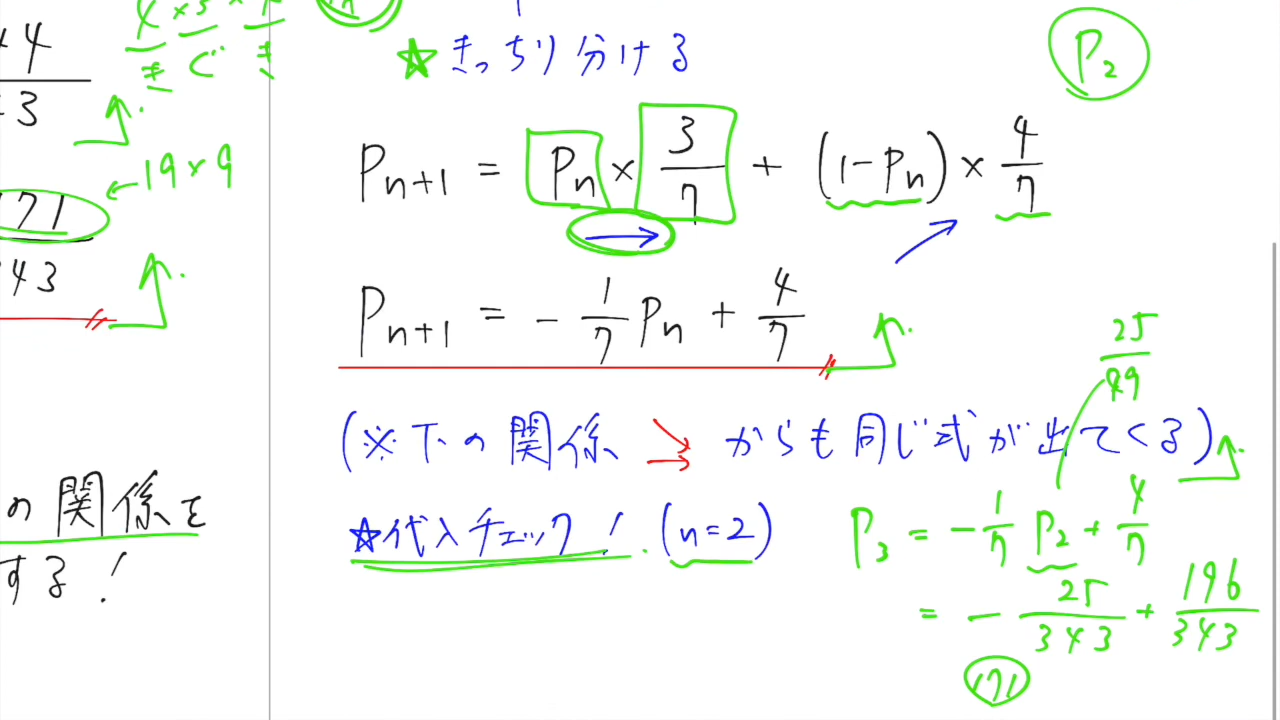 ×4
3
19×9
171
43
の関係を
する!
☆きっちり分ける
P₂
Pₙ₊₁ = Pₙ × 3/7 + (1-Pₙ) × 4/7
→
Pₙ₊₁ = - 1/7 Pₙ + 4/7
(※下の関係 からも同じ式が出てくる)
25/49
☆代入チェック! (n=2)
P₃ = - 1/7 P₂ + 4/7
= - 25/343 + 196/343
171